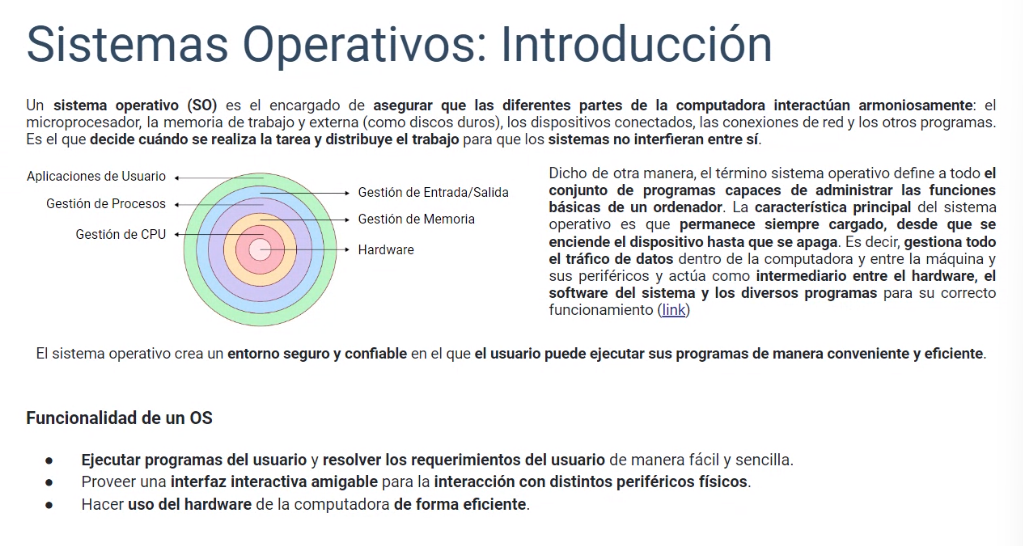 Sistemas Operativos: Introducción
Un sistema operativo (SO) es el encargado de asegurar que las diferentes partes de la computadora interactúan armoniosamente: el
microprocesador, la memoria de trabajo y externa (como discos duros), los dispositivos conectados, las conexiones de red y los otros programas.
Es el que decide cuándo se realiza la tarea y distribuye el trabajo para que los sistemas no interfieran entre sí.
Aplicaciones de Usuario
Gestión de Procesos
Gestión de CPU
Gestión de Entrada/Salida
Gestión de Memoria
Hardware
Dicho de otra manera, el término sistema operativo define a todo el
conjunto de programas capaces de administrar las funciones
básicas de un ordenador. La característica principal del sistema
operativo es que permanece siempre cargado, desde que se
enciende el dispositivo hasta que se apaga. Es decir, gestiona todo
el tráfico de datos dentro de la computadora y entre la máquina y
sus periféricos y actúa como intermediario entre el hardware, el
software del sistema y los diversos programas para su correcto
funcionamiento (link)
El sistema operativo crea un entorno seguro y confiable en el que el usuario puede ejecutar sus programas de manera conveniente y eficiente.
Funcionalidad de un OS
● Ejecutar programas del usuario y resolver los requerimientos del usuario de manera fácil y sencilla.
● Proveer una interfaz interactiva amigable para la interacción con distintos periféricos físicos.
● Hacer uso del hardware de la computadora de forma eficiente.